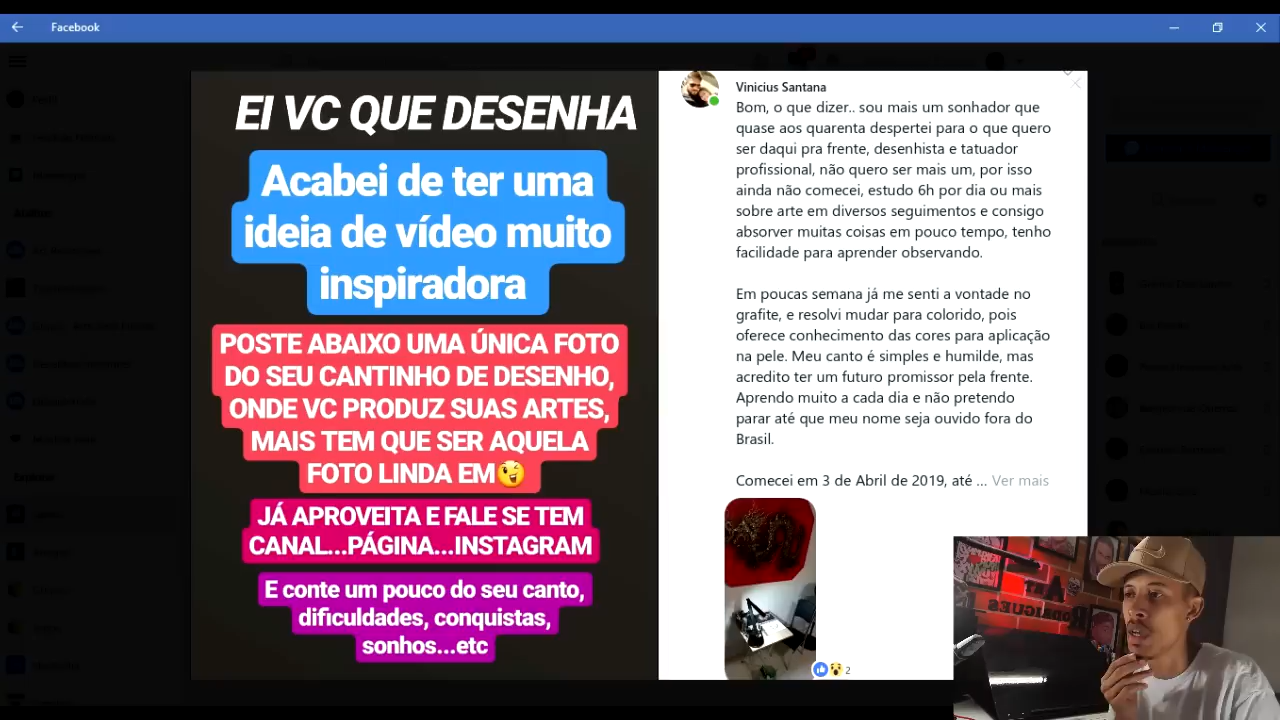 Facebook
EI VC QUE DESENHA
Acabei de ter uma
ideia de vídeo muito
inspiradora
POSTE ABAIXO UMA ÚNICA FOTO
DO SEU CANTINHO DE DESENHO,
ONDE VC PRODUZ SUAS ARTES,
MAIS TEM QUE SER AQUELA
FOTO LINDA EM😉
JÁ APROVEITA E FALE SE TEM
CANAL...PÁGINA...INSTAGRAM
E conte um pouco do seu canto,
dificuldades, conquistas,
sonhos...etc
Vinicius Santana
Bom, o que dizer.. sou mais um sonhador que
quase aos quarenta despertei para o que quero
ser daqui pra frente, desenhista e tatuador
profissional, não quero ser mais um, por isso
ainda não comecei, estudo 6h por dia ou mais
sobre arte em diversos seguimentos e consigo
absorver muitas coisas em pouco tempo, tenho
facilidade para aprender observando.
Em poucas semana já me senti a vontade no
grafite, e resolvi mudar para colorido, pois
oferece conhecimento das cores para aplicação
na pele. Meu canto é simples e humilde, mas
acredito ter um futuro promissor pela frente.
Aprendo muito a cada dia e não pretendo
parar até que meu nome seja ouvido fora do
Brasil.
Comecei em 3 de Abril de 2019, até ... Ver mais
2
ART
RODRIGUES